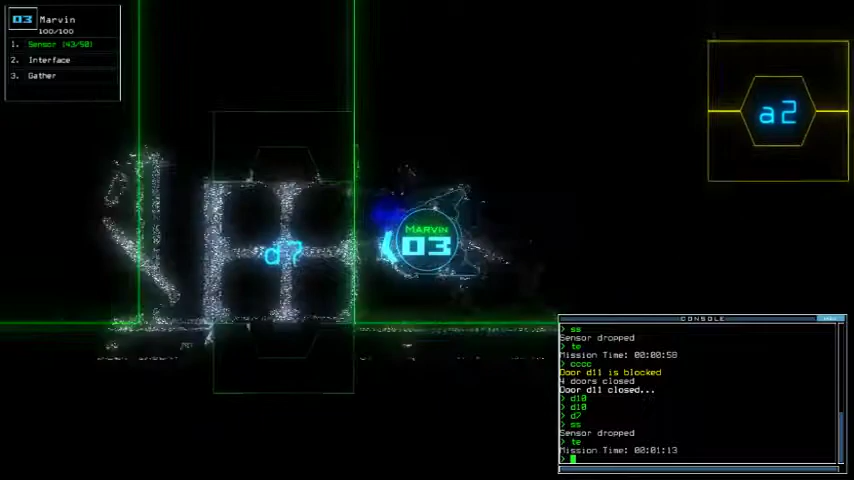 03 Marvin
100/100
1. Sensor (43/50)
2. Interface
3. Gather
a2
d7
MARVIN
03
CONSOLE
> ss
Sensor dropped
> te
Mission Time: 00:00:58
> cccc
Door d11 is blocked
4 doors closed
Door d11 closed...
> d10
> d10
> d7
> ss
Sensor dropped
> te
Mission Time: 00:01:13
>